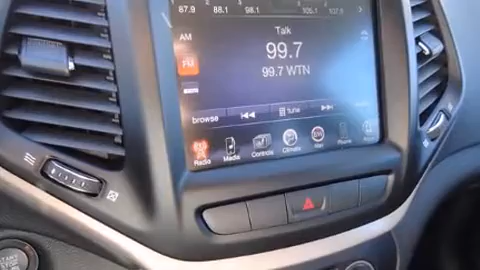 87.9 88.1 98.1 105.1 107.5
Talk
AM
99.7
FM
99.7 WTN
browse tune
Radio Media Controls Climate Nav Phone
START